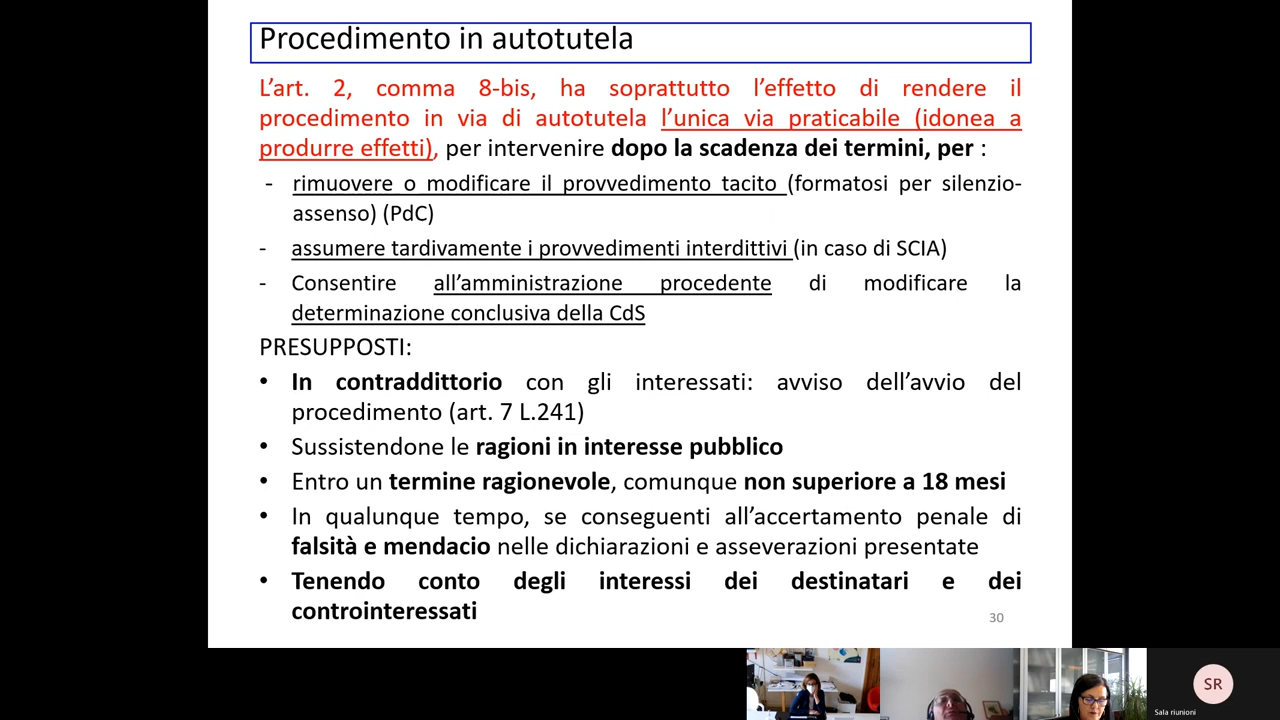 Procedimento in autotutela
L’art. 2, comma 8-bis, ha soprattutto l’effetto di rendere il
procedimento in via di autotutela l’unica via praticabile (idonea a
produrre effetti), per intervenire dopo la scadenza dei termini, per :
- rimuovere o modificare il provvedimento tacito (formatosi per silenzio-
assenso) (PdC)
- assumere tardivamente i provvedimenti interdittivi (in caso di SCIA)
- Consentire all’amministrazione procedente di modificare la
determinazione conclusiva della CdS
PRESUPPOSTI:
• In contraddittorio con gli interessati: avviso dell’avvio del
procedimento (art. 7 L.241)
• Sussistendone le ragioni in interesse pubblico
• Entro un termine ragionevole, comunque non superiore a 18 mesi
• In qualunque tempo, se conseguenti all’accertamento penale di
falsità e mendacio nelle dichiarazioni e asseverazioni presentate
• Tenendo conto degli interessi dei destinatari e dei
controinteressati
30
SR
Sala riunioni